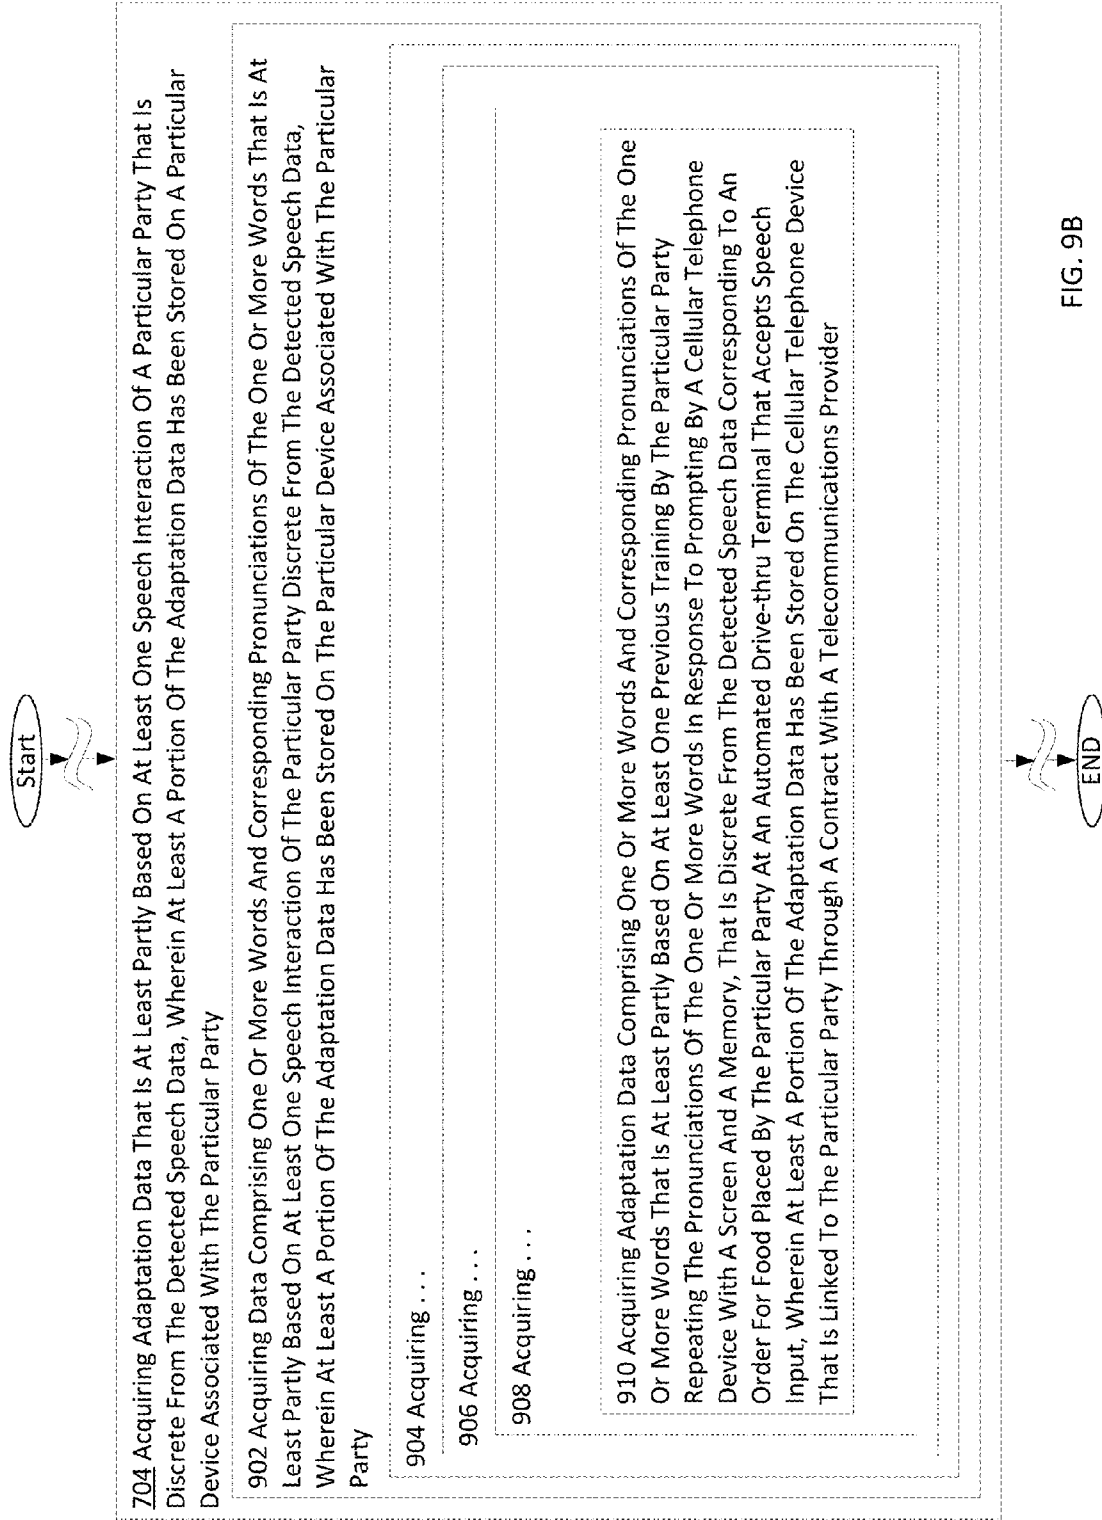 Start
704 Acquiring Adaptation Data That Is At Least Partly Based On At Least One Speech Interaction Of A Particular Party That Is
Discrete From The Detected Speech Data, Wherein At Least A Portion Of The Adaptation Data Has Been Stored On A Particular
Device Associated With The Particular Party
902 Acquiring Data Comprising One Or More Words And Corresponding Pronunciations Of The One Or More Words That Is At
Least Partly Based On At Least One Speech Interaction Of The Particular Party Discrete From The Detected Speech Data,
Wherein At Least A Portion Of The Adaptation Data Has Been Stored On The Particular Device Associated With The Particular
Party
904 Acquiring . . .
906 Acquiring . . .
908 Acquiring . . .
910 Acquiring Adaptation Data Comprising One Or More Words And Corresponding Pronunciations Of The One
Or More Words That Is At Least Partly Based On At Least One Previous Training By The Particular Party
Repeating The Pronunciations Of The One Or More Words In Response To Prompting By A Cellular Telephone
Device With A Screen And A Memory, That Is Discrete From The Detected Speech Data Corresponding To An
Order For Food Placed By The Particular Party At An Automated Drive-thru Terminal That Accepts Speech
Input, Wherein At Least A Portion Of The Adaptation Data Has Been Stored On The Cellular Telephone Device
That Is Linked To The Particular Party Through A Contract With A Telecommunications Provider
END
FIG. 9B